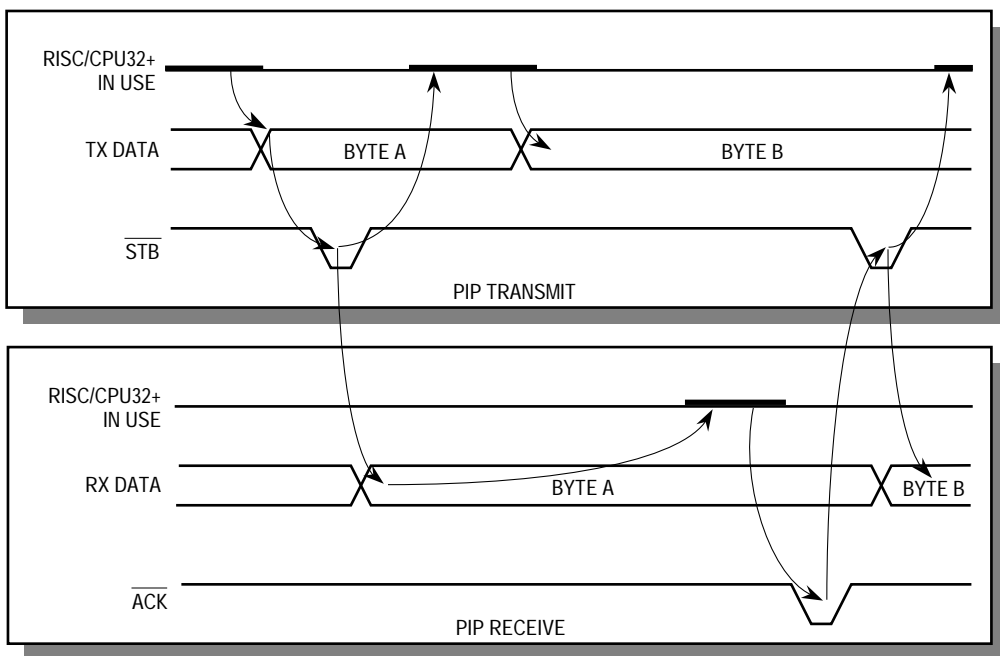 RISC/CPU32+
IN USE
TX DATA
BYTE A
BYTE B
STB
PIP TRANSMIT
RISC/CPU32+
IN USE
RX DATA
BYTE A
BYTE B
ACK
PIP RECEIVE